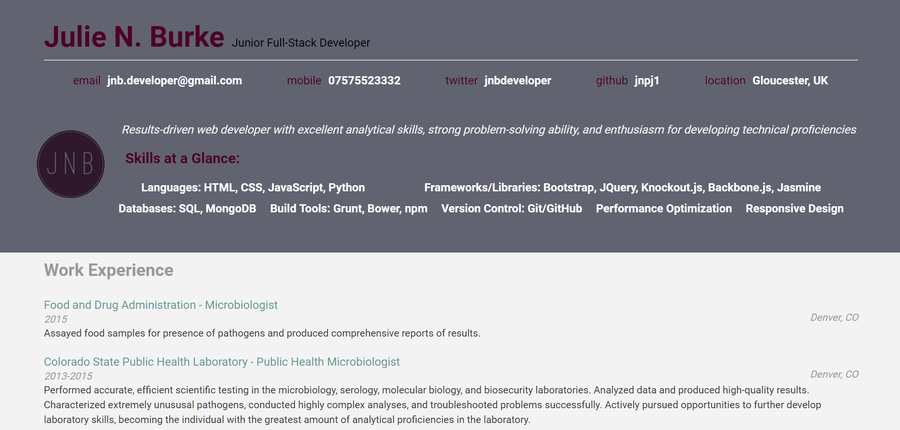 Julie N. Burke Junior Full-Stack Developer
email jnb.developer@gmail.com mobile 07575523332 twitter jnbdeveloper github jnpj1 location Gloucester, UK
Results-driven web developer with excellent analytical skills, strong problem-solving ability, and enthusiasm for developing technical proficiencies
JNB
Skills at a Glance:
Languages: HTML, CSS, JavaScript, Python Frameworks/Libraries: Bootstrap, JQuery, Knockout.js, Backbone.js, Jasmine
Databases: SQL, MongoDB Build Tools: Grunt, Bower, npm Version Control: Git/GitHub Performance Optimization Responsive Design
Work Experience
Food and Drug Administration - Microbiologist
2015 Denver, CO
Assayed food samples for presence of pathogens and produced comprehensive reports of results.
Colorado State Public Health Laboratory - Public Health Microbiologist
2013-2015 Denver, CO
Performed accurate, efficient scientific testing in the microbiology, serology, molecular biology, and biosecurity laboratories. Analyzed data and produced high-quality results.
Characterized extremely ususual pathogens, conducted highly complex analyses, and troubleshooted problems successfully. Actively pursued opportunities to further develop
laboratory skills, becoming the individual with the greatest amount of analytical proficiencies in the laboratory.